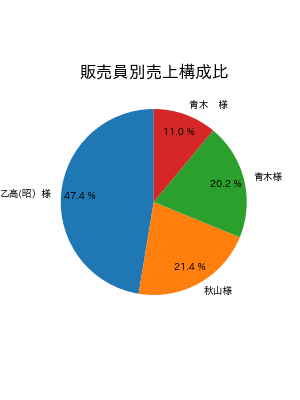 販売員別売上構成比
青木　様
11.0 %
青木様
20.2 %
乙高(昭）様
47.4 %
21.4 %
秋山様